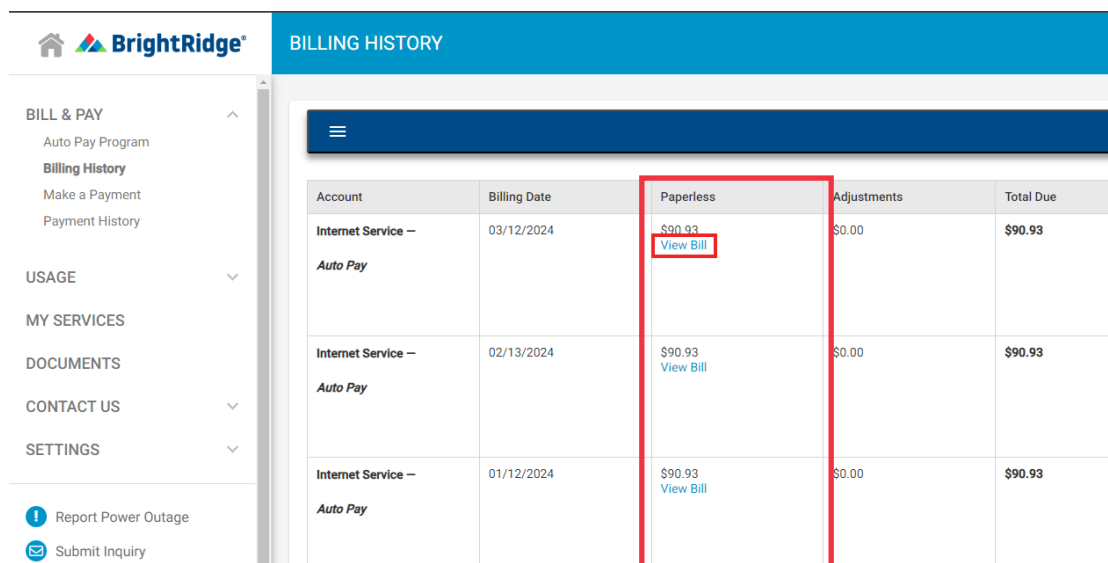 BrightRidge®
BILLING HISTORY
BILL & PAY
Auto Pay Program
Billing History
Make a Payment
Payment History
USAGE
MY SERVICES
DOCUMENTS
CONTACT US
SETTINGS
Report Power Outage
Submit Inquiry
Account Billing Date Paperless Adjustments Total Due
Internet Service — 03/12/2024 $90.93 $0.00 $90.93
View Bill
Auto Pay
Internet Service — 02/13/2024 $90.93 $0.00 $90.93
View Bill
Auto Pay
Internet Service — 01/12/2024 $90.93 $0.00 $90.93
View Bill
Auto Pay